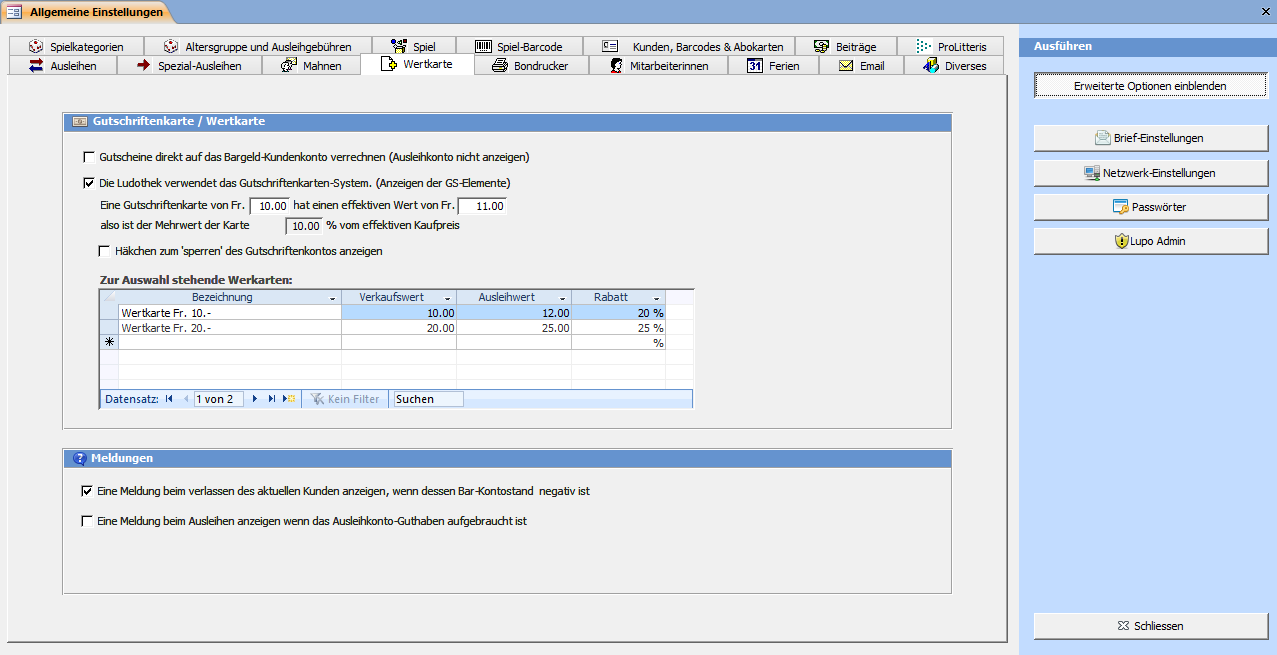 Allgemeine Einstellungen
Spielkategorien Altersgruppe und Ausleihgebühren Spiel Spiel-Barcode Kunden, Barcodes & Abokarten Beiträge ProLitteris
Ausleihen Spezial-Ausleihen Mahnen Wertkarte Bondrucker Mitarbeiterinnen 31 Ferien Email Diverses
Gutschriftenkarte / Wertkarte
Gutscheine direkt auf das Bargeld-Kundenkonto verrechnen (Ausleihkonto nicht anzeigen)
Die Ludothek verwendet das Gutschriftenkarten-System. (Anzeigen der GS-Elemente)
Eine Gutschriftenkarte von Fr. 10.00 hat einen effektiven Wert von Fr. 11.00
also ist der Mehrwert der Karte 10.00 % vom effektiven Kaufpreis
Häkchen zum 'sperren' des Gutschriftenkontos anzeigen
Zur Auswahl stehende Werkarten:
Bezeichnung Verkaufswert Ausleihwert Rabatt
Wertkarte Fr. 10.- 10.00 12.00 20 %
Wertkarte Fr. 20.- 20.00 25.00 25 %
%
Datensatz: 1 von 2 Kein Filter Suchen
Meldungen
Eine Meldung beim verlassen des aktuellen Kunden anzeigen, wenn dessen Bar-Kontostand negativ ist
Eine Meldung beim Ausleihen anzeigen wenn das Ausleihkonto-Guthaben aufgebraucht ist
Ausführen
Erweiterte Optionen einblenden
Brief-Einstellungen
Netzwerk-Einstellungen
Passwörter
Lupo Admin
Schliessen